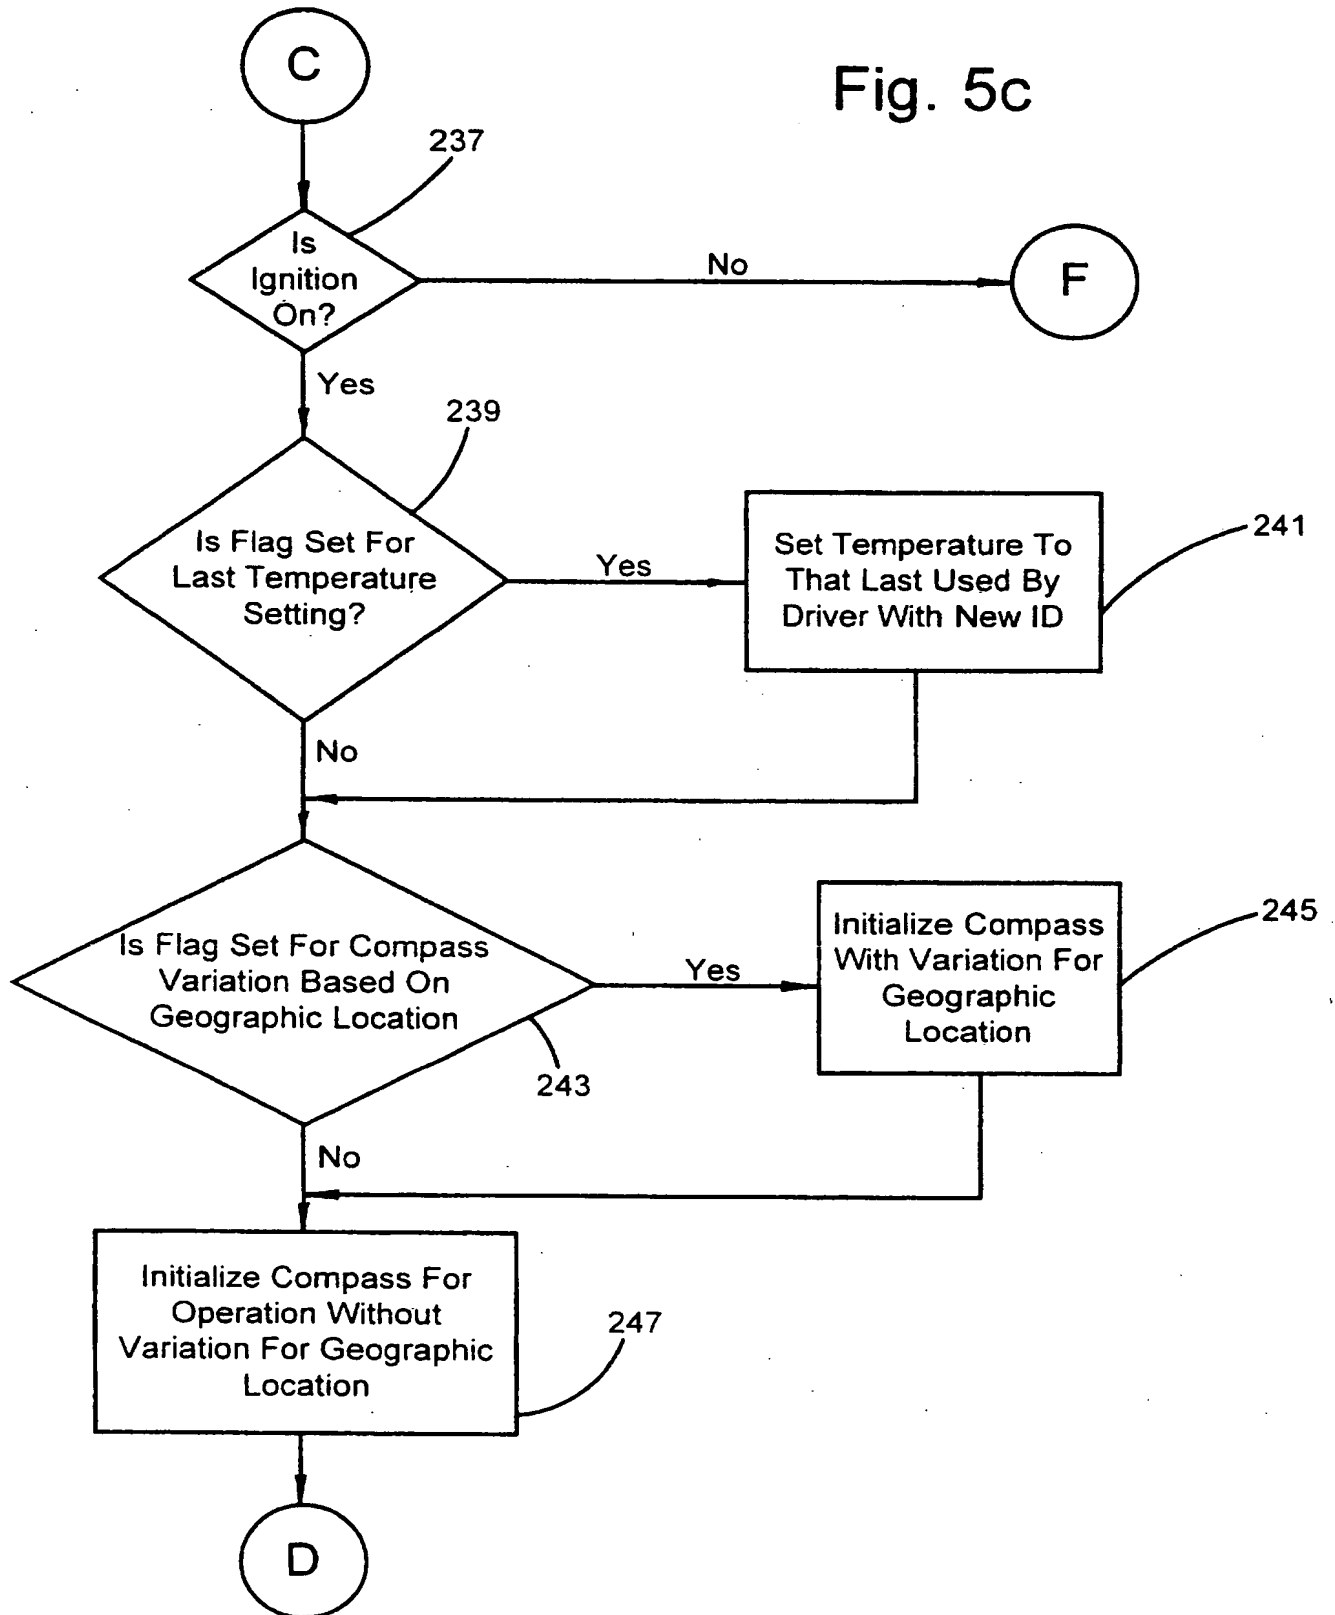 C
Fig. 5c
237
Is
Ignition
On?
No
F
Yes
239
Is Flag Set For
Last Temperature
Setting?
Yes
Set Temperature To
That Last Used By
Driver With New ID
241
No
Is Flag Set For Compass
Variation Based On
Geographic Location
243
Yes
Initialize Compass
With Variation For
Geographic
Location
245
No
Initialize Compass For
Operation Without
Variation For Geographic
Location
247
D